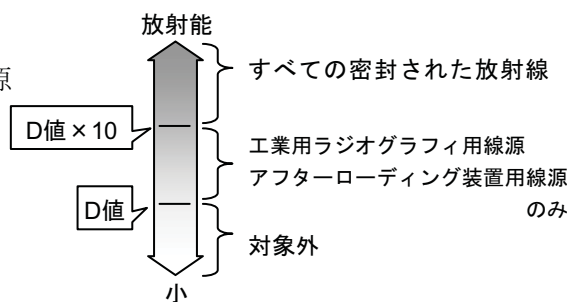 放射能
源
すべての密封された放射線
D値×10
工業用ラジオグラフィ用線源
アフターローディング装置用線源
のみ
D値
対象外
小